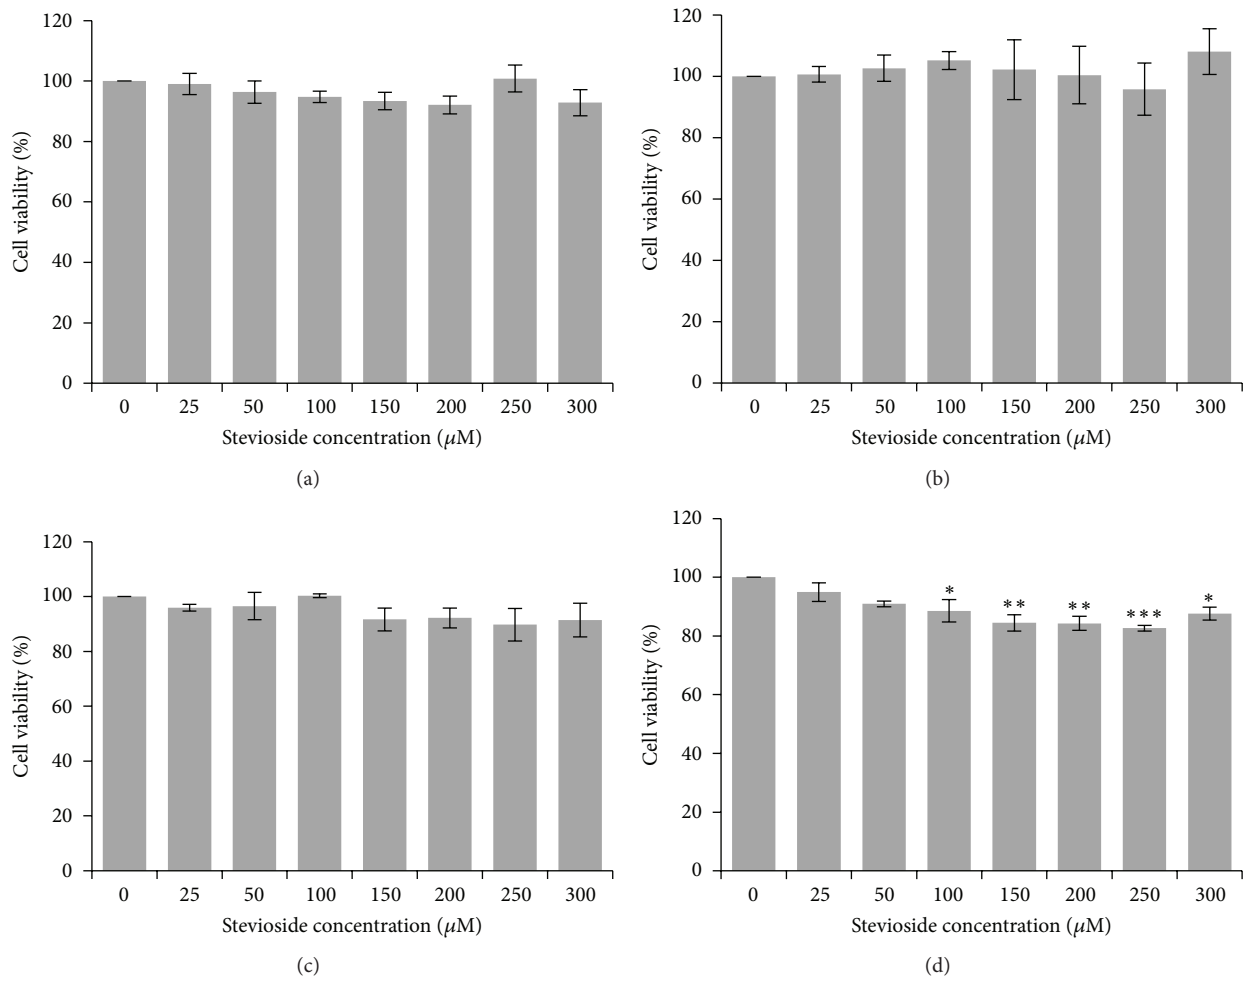 120
100
80
60
40
20
0
Cell viability (%)
0 25 50 100 150 200 250 300
Stevioside concentration (μM)
(a)
120
100
80
60
40
20
0
Cell viability (%)
0 25 50 100 150 200 250 300
Stevioside concentration (μM)
(b)
120
100
80
60
40
20
0
Cell viability (%)
0 25 50 100 150 200 250 300
Stevioside concentration (μM)
(c)
120
100
80
60
40
20
0
Cell viability (%)
* ** ** *** *
0 25 50 100 150 200 250 300
Stevioside concentration (μM)
(d)